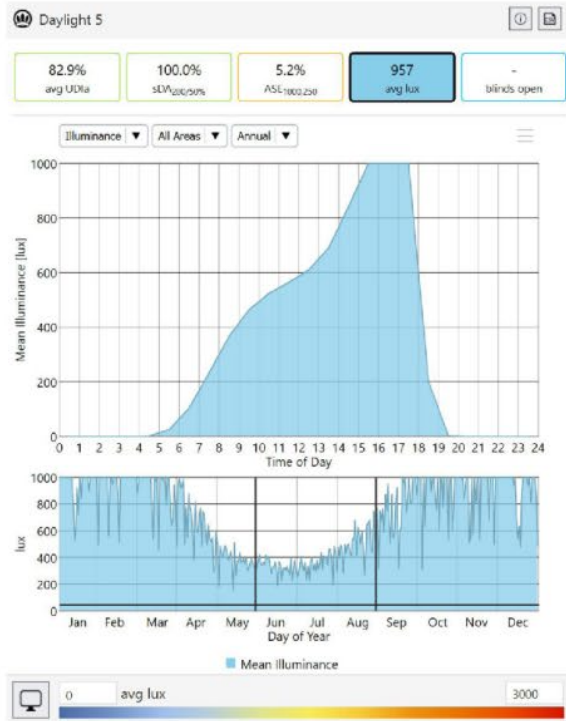 Daylight 5
82.9% 100.0% 5.2% 957 -
avg UDIa sDA200/50% ASE1000,250 avg lux blinds open
Illuminance ▼ All Areas ▼ Annual ▼
1000
800
600
400
200
0
Mean Illuminance [lux]
0 1 2 3 4 5 6 7 8 9 10 11 12 13 14 15 16 17 18 19 20 21 22 23 24
Time of Day
1000
800
600
400
200
0
lux
Jan Feb Mar Apr May Jun Jul Aug Sep Oct Nov Dec
Day of Year
Mean Illuminance
0 avg lux 3000